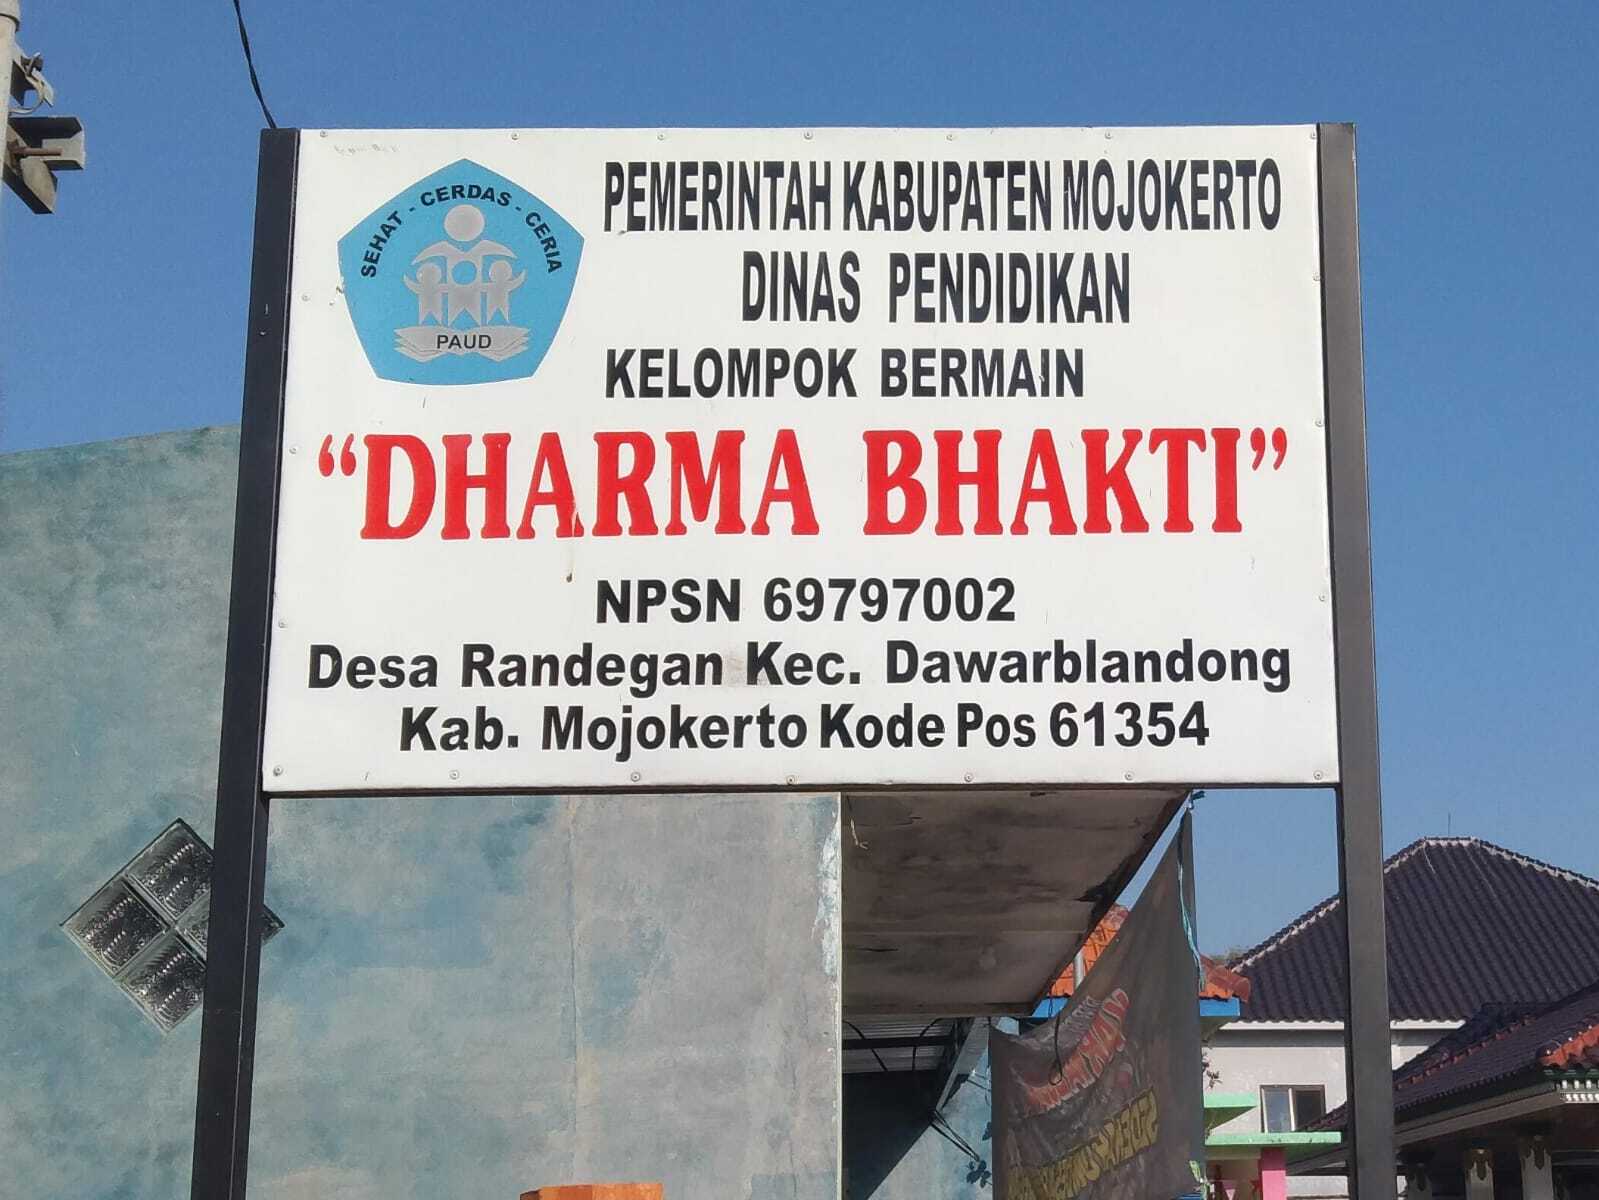 SEHAT - CERDAS - CERIA
PAUD
PEMERINTAH KABUPATEN MOJOKERTO
DINAS PENDIDIKAN
KELOMPOK BERMAIN
“DHARMA BHAKTI”
NPSN 69797002
Desa Randegan Kec. Dawarblandong
Kab. Mojokerto Kode Pos 61354